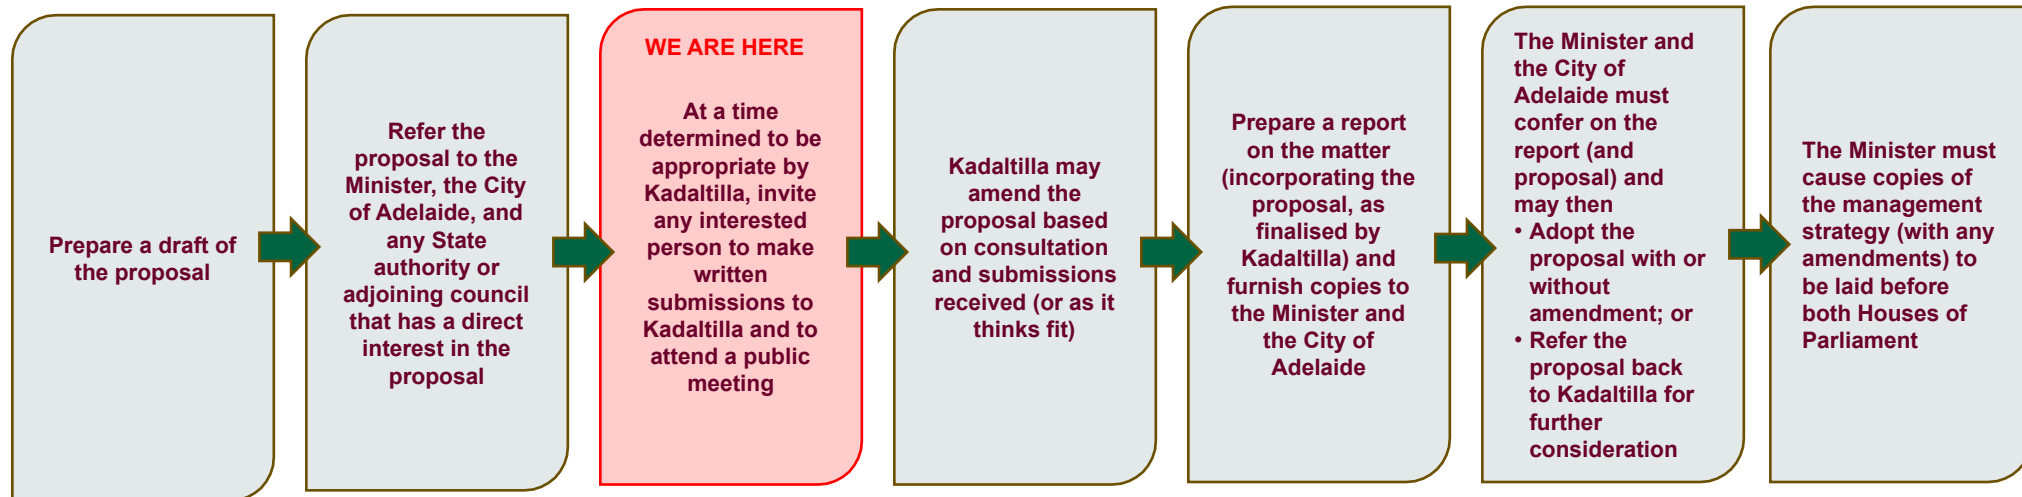 Prepare a draft of
the proposal
Refer the
proposal to the
Minister, the City
of Adelaide, and
any State
authority or
adjoining council
that has a direct
interest in the
proposal
WE ARE HERE
At a time
determined to be
appropriate by
Kadaltilla, invite
any interested
person to make
written
submissions to
Kadaltilla and to
attend a public
meeting
Kadaltilla may
amend the
proposal based
on consultation
and submissions
received (or as it
thinks fit)
Prepare a report
on the matter
(incorporating the
proposal, as
finalised by
Kadaltilla) and
furnish copies to
the Minister and
the City of
Adelaide
The Minister and
the City of
Adelaide must
confer on the
report (and
proposal) and
may then
• Adopt the
proposal with or
without
amendment; or
• Refer the
proposal back
to Kadaltilla for
further
consideration
The Minister must
cause copies of
the management
strategy (with any
amendments) to
be laid before
both Houses of
Parliament